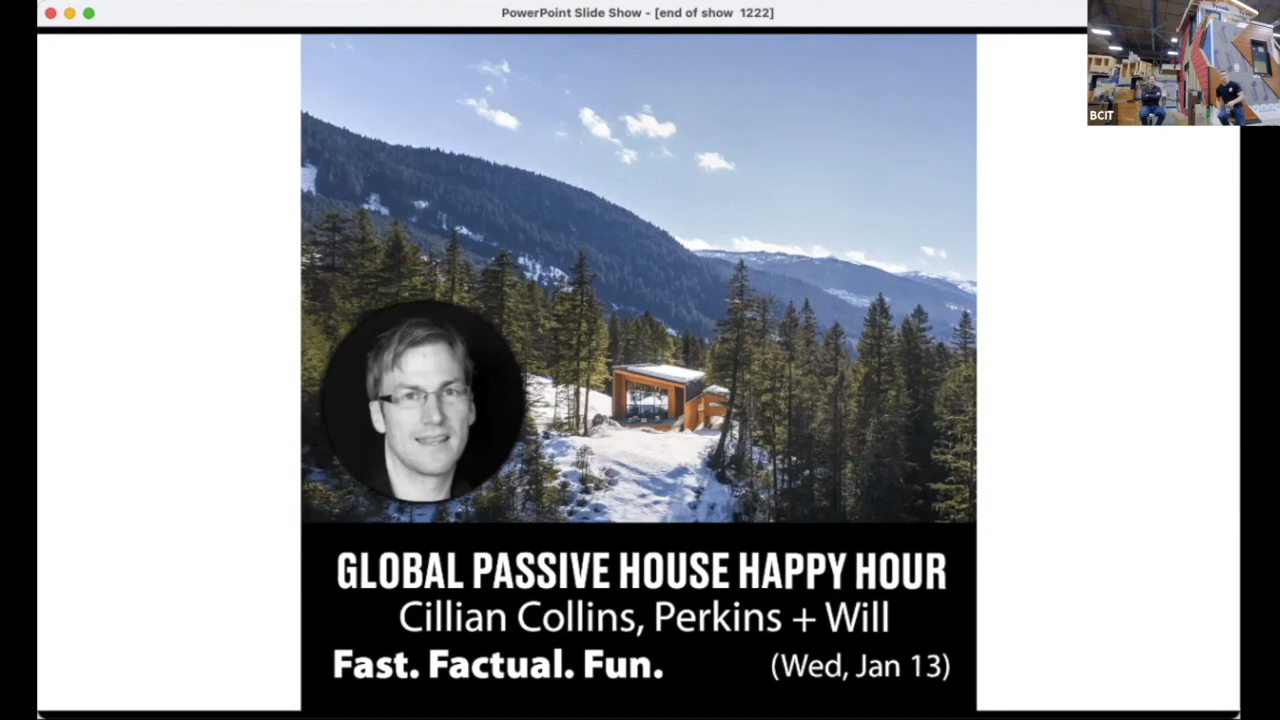 PowerPoint Slide Show - [end of show 1222]
BCIT
GLOBAL PASSIVE HOUSE HAPPY HOUR
Cillian Collins, Perkins + Will
Fast. Factual. Fun. (Wed, Jan 13)